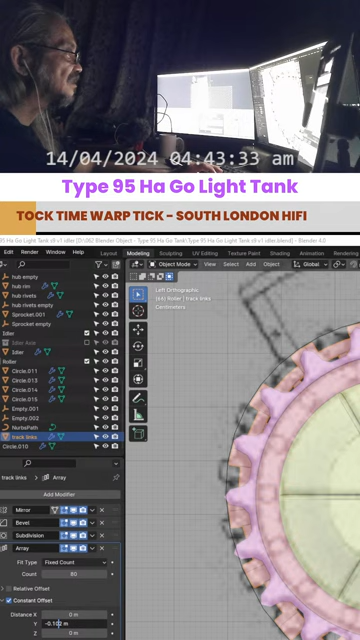 14/04/2024 04:43:33 am
Type 95 Ha Go Light Tank
TOCK TIME WARP TICK - SOUTH LONDON HIFI
Edit Render Window Help Layout Modeling Sculpting UV Editing Texture Paint Shading Animation
Object Mode View Select Add Object Global
hub empty
hub rim
hub rivets
hub rivets empty
Sprocket.001
Sprocket empty
Idler
Idler Axis
Idler
Roller
Circle.011
Circle.013
Circle.014
Circle.015
Empty.001
Empty.002
NurbsPath
track links
Circle.010
Left Orthographic
(66) Roller | track links
Centimeters
track links > Array
Add Modifier
Mirror
Bevel
Subdivision
Array
Fit Type Fixed Count
Count 80
Relative Offset
Constant Offset
Distance X 0 m
Y
Z 0 m